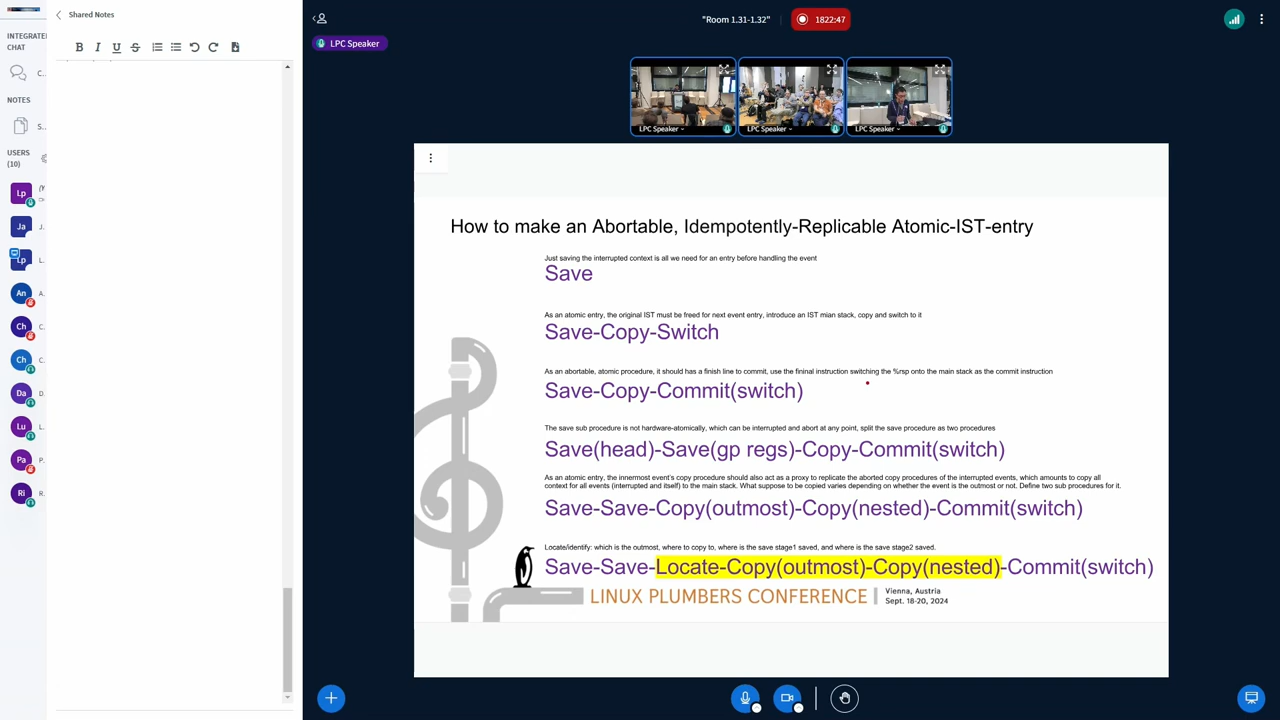 Shared Notes
INTEGRATE
CHAT
NOTES
S..
USERS
(10)
Lp
L..
Ja
J..
Lp
L..
An
A..
Ch
C..
Ch
C..
Da
D..
Lu
L..
Pa
P..
Ri
R..
B I U S
LPC Speaker
"Room 1.31-1.32"
1822:47
LPC Speaker
LPC Speaker
LPC Speaker
How to make an Abortable, Idempotently-Replicable Atomic-IST-entry
Just saving the interrupted context is all we need for an entry before handling the event
Save
As an atomic entry, the original IST must be freed for next event entry, introduce an IST mian stack, copy and switch to it
Save-Copy-Switch
As an abortable, atomic procedure, it should has a finish line to commit, use the fininal instruction switching the %rsp onto the main stack as the commit instruction
Save-Copy-Commit(switch)
The save sub procedure is not hardware-atomically, which can be interrupted and abort at any point, split the save procedure as two procedures
Save(head)-Save(gp regs)-Copy-Commit(switch)
As an atomic entry, the innermost event's copy procedure should also act as a proxy to replicate the aborted copy procedures of the interrupted events, which amounts to copy all
context for all events (interrupted and itself) to the main stack. What suppose to be copied varies depending on whether the event is the outmost or not. Define two sub procedures for it.
Save-Save-Copy(outmost)-Copy(nested)-Commit(switch)
Locate/identify: which is the outmost, where to copy to, where is the save stage1 saved, and where is the save stage2 saved.
Save-Save-Locate-Copy(outmost)-Copy(nested)-Commit(switch)
LINUX PLUMBERS CONFERENCE
Vienna, Austria
Sept. 18-20, 2024